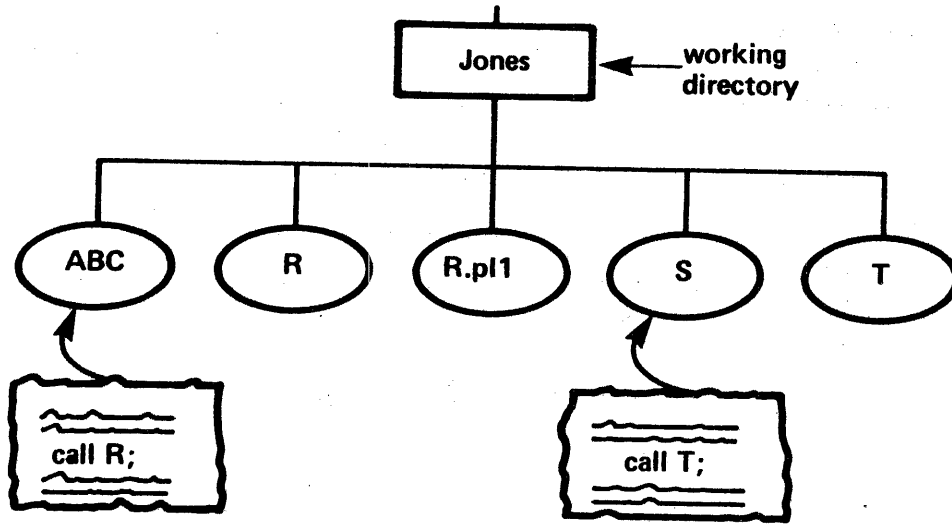 Jones
working
directory
ABC
R
R.pl1
S
T
call R;
call T;